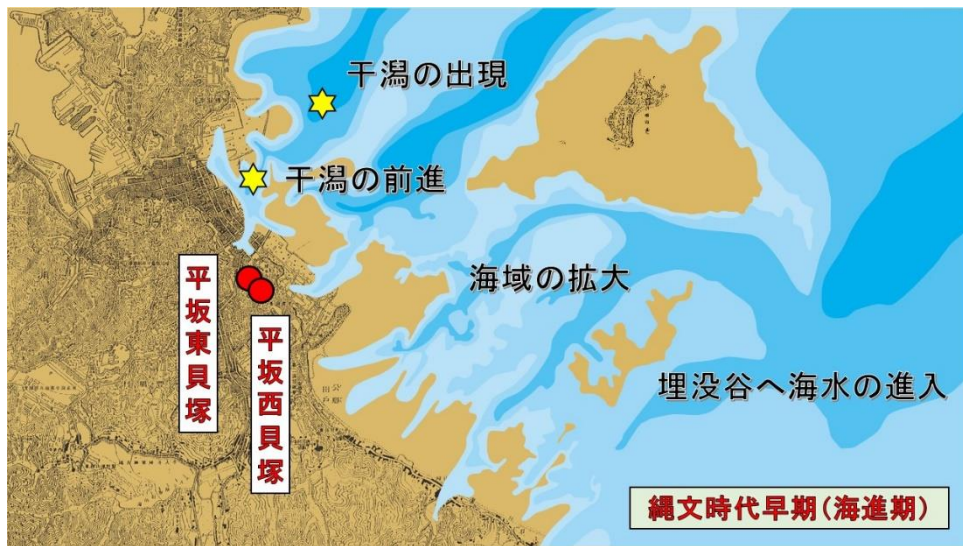 干潟の出現
干潟の前進
海域の拡大
平坂東貝塚
平坂西貝塚
埋没谷へ海水の進入
縄文時代早期(海進期)